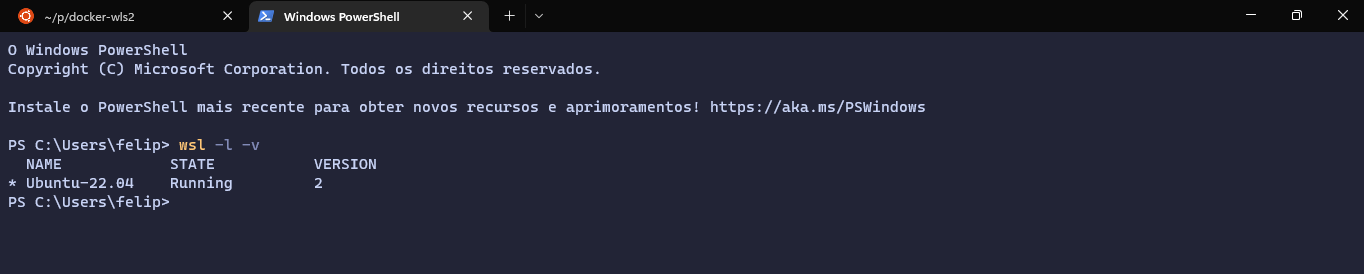 ~/p/docker-wls2
Windows PowerShell
O Windows PowerShell
Copyright (C) Microsoft Corporation. Todos os direitos reservados.
Instale o PowerShell mais recente para obter novos recursos e aprimoramentos! https://aka.ms/PSWindows
PS C:\Users\felip> wsl -l -v
NAME STATE VERSION
* Ubuntu-22.04 Running 2
PS C:\Users\felip>